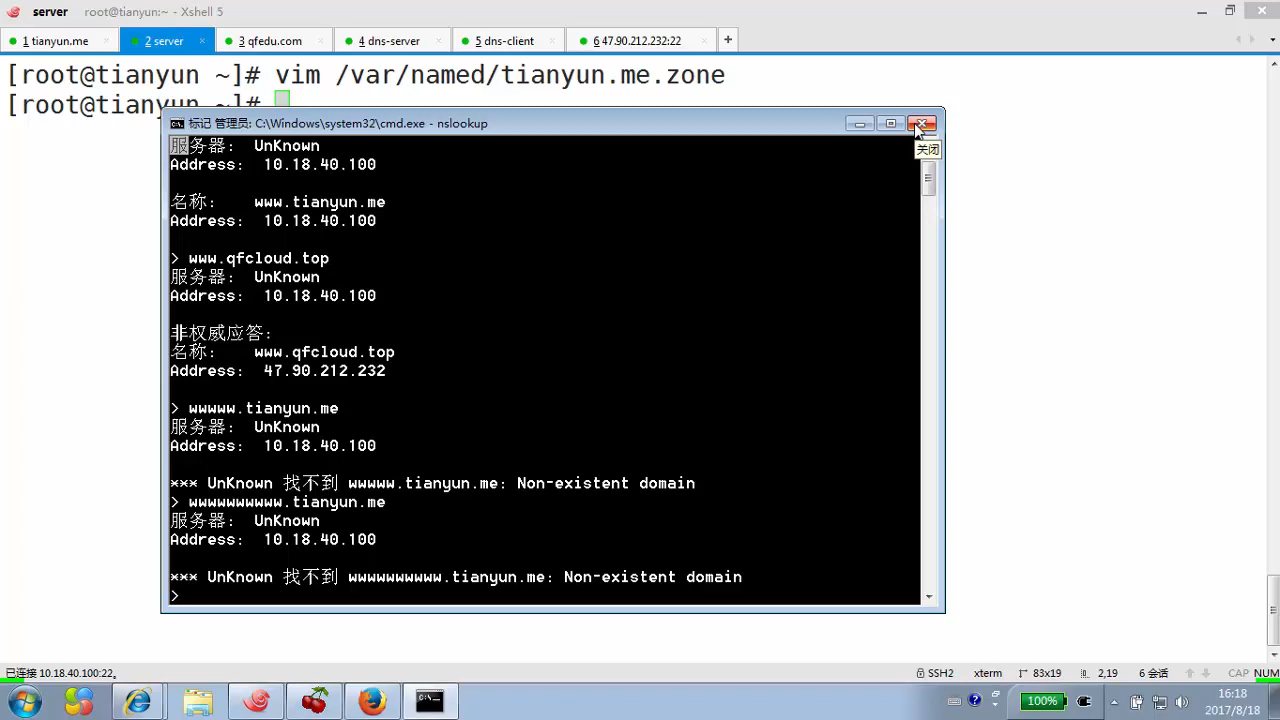 server root@tianyun:~ - Xshell 5
1 tianyun.me × 2 server × 3 qfedu.com × 4 dns-server × 5 dns-client × 6 47.90.212.232:22 × +
[root@tianyun ~]# vim /var/named/tianyun.me.zone
[root@tianyun ~]#
标记 管理员: C:\Windows\system32\cmd.exe - nslookup
关闭
服务器:  UnKnown
Address:  10.18.40.100
名称:    www.tianyun.me
Address:  10.18.40.100
> www.qfcloud.top
服务器:  UnKnown
Address:  10.18.40.100
非权威应答:
名称:    www.qfcloud.top
Address:  47.90.212.232
> wwwww.tianyun.me
服务器:  UnKnown
Address:  10.18.40.100
*** UnKnown 找不到 wwwww.tianyun.me: Non-existent domain
> wwwwwwwwww.tianyun.me
服务器:  UnKnown
Address:  10.18.40.100
*** UnKnown 找不到 wwwwwwwwww.tianyun.me: Non-existent domain
>
已连接 10.18.40.100:22。 SSH2 xterm 83x19 2,19 6 会话 CAP NUM
100%
16:18
2017/8/18